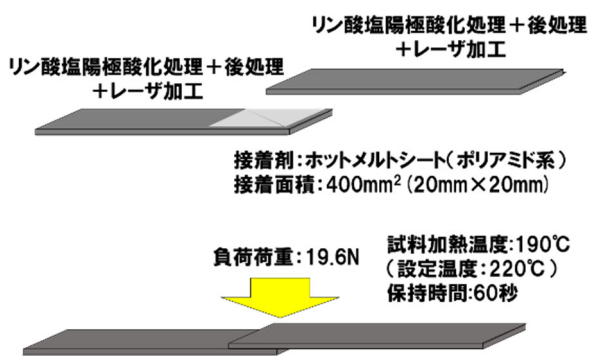 リン酸塩陽極酸化処理＋後処理
＋レーザ加工
リン酸塩陽極酸化処理＋後処理
＋レーザ加工
接着剤：ホットメルトシート（ポリアミド系）
接着面積：400mm²（20mm×20mm）
負荷荷重：19.6N
試料加熱温度：190℃
（設定温度：220℃）
保持時間：60秒